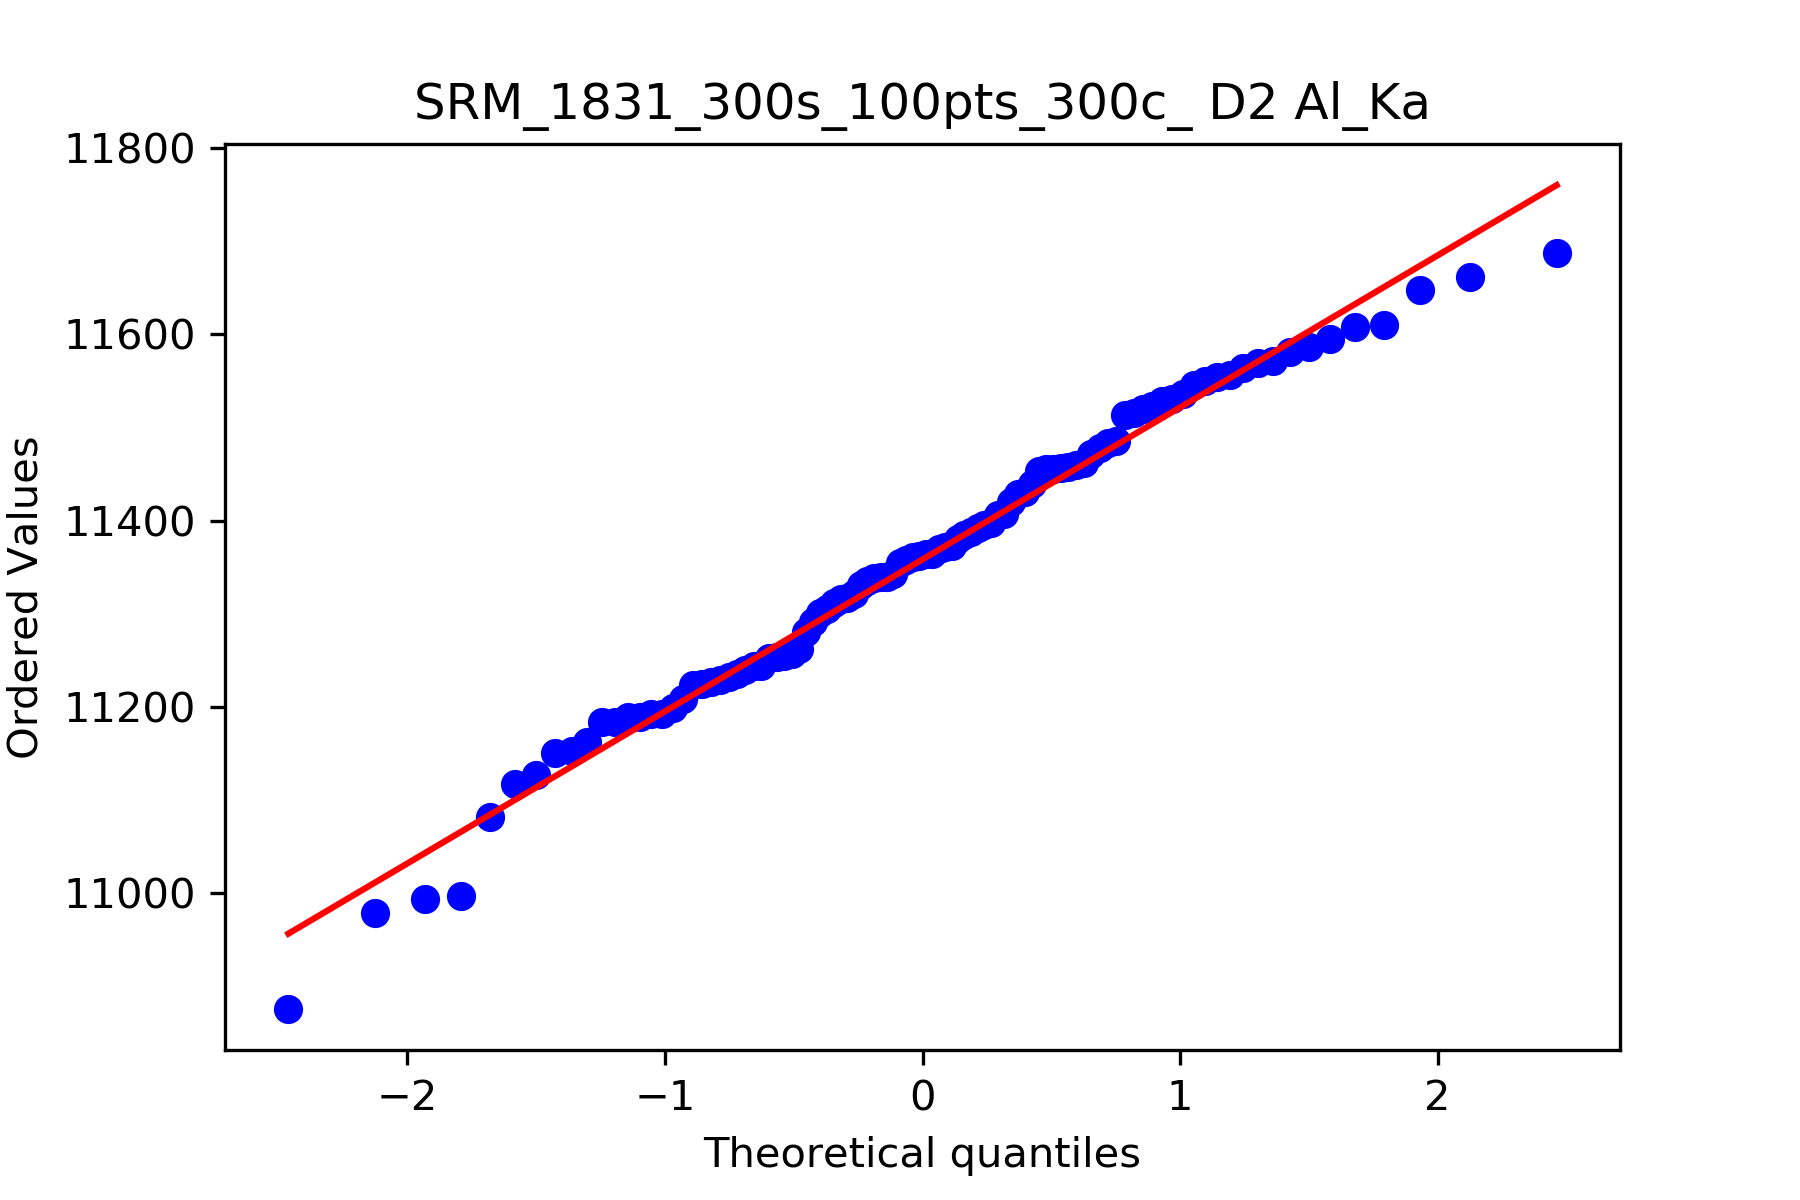 SRM_1831_300s_100pts_300c_ D2 Al_Ka
11800
11600
11400
11200
11000
Ordered Values
−2 −1 0 1 2
Theoretical quantiles